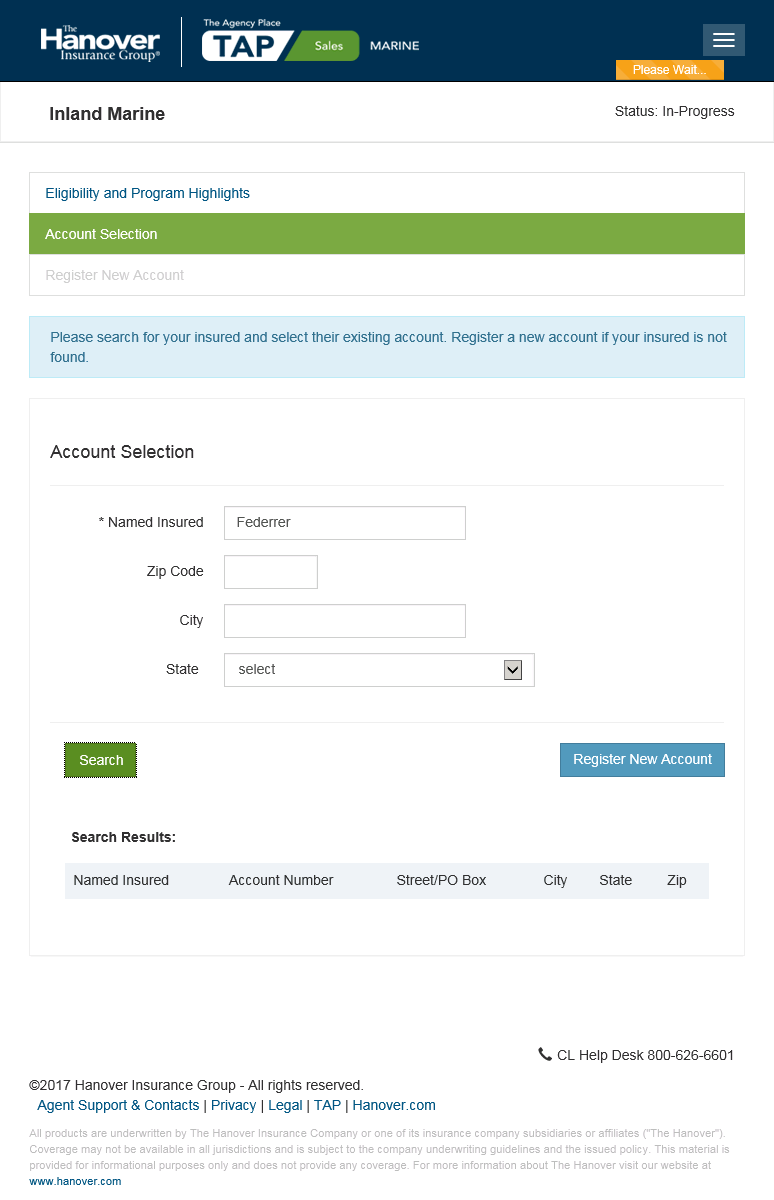 The Hanover Insurance Group®
The Agency Place
TAP Sales MARINE
Please Wait...
Inland Marine
Status: In-Progress
Eligibility and Program Highlights
Account Selection
Register New Account
Please search for your insured and select their existing account. Register a new account if your insured is not
found.
Account Selection
* Named Insured Federrer
Zip Code
City
State select
Search Register New Account
Search Results:
Named Insured Account Number Street/PO Box City State Zip
CL Help Desk 800-626-6601
©2017 Hanover Insurance Group - All rights reserved.
Agent Support & Contacts | Privacy | Legal | TAP | Hanover.com
All products are underwritten by The Hanover Insurance Company or one of its insurance company subsidiaries or affiliates ("The Hanover").
Coverage may not be available in all jurisdictions and is subject to the company underwriting guidelines and the issued policy. This material is
provided for informational purposes only and does not provide any coverage. For more information about The Hanover visit our website at
www.hanover.com